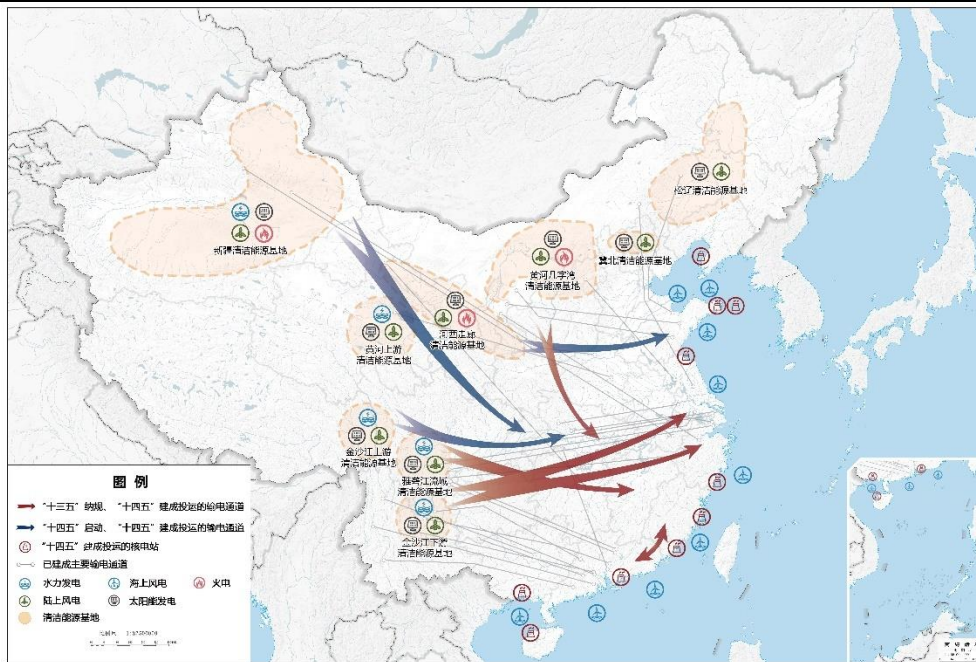 松辽清洁能源基地
新疆清洁能源基地
冀北清洁能源基地
黄河几字湾
清洁能源基地
河西走廊
清洁能源基地
黄河上游
清洁能源基地
金沙江上游
清洁能源基地
雅砻江流域
清洁能源基地
金沙江下游
清洁能源基地
图 例
“十三五”纳规、“十四五”建成投运的输电通道
“十四五”启动、“十四五”建成投运的输电通道
“十四五”建成投运的核电站
已建成主要输电通道
水力发电
海上风电
火电
陆上风电
太阳能发电
清洁能源基地